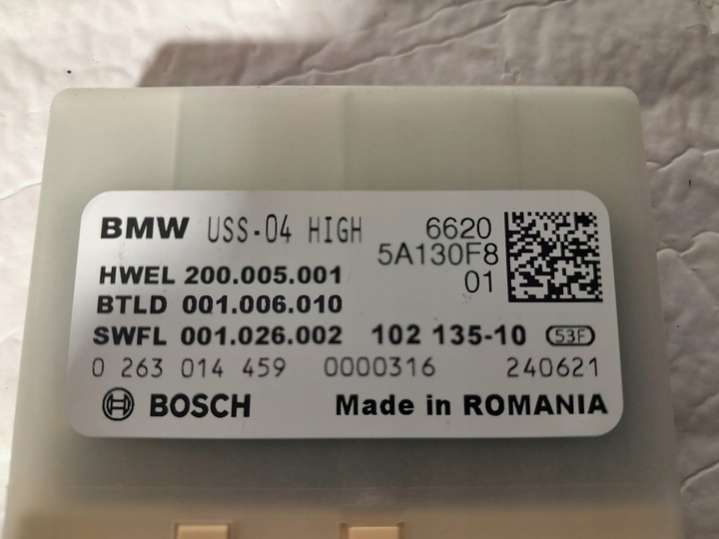 BMW USS-04 HIGH 6620
5A130F8
HWEL 200.005.001 01
BTLD 001.006.010
SWFL 001.026.002 102 135-10 53F
0 263 014 459 0000316 240621
BOSCH Made in ROMANIA